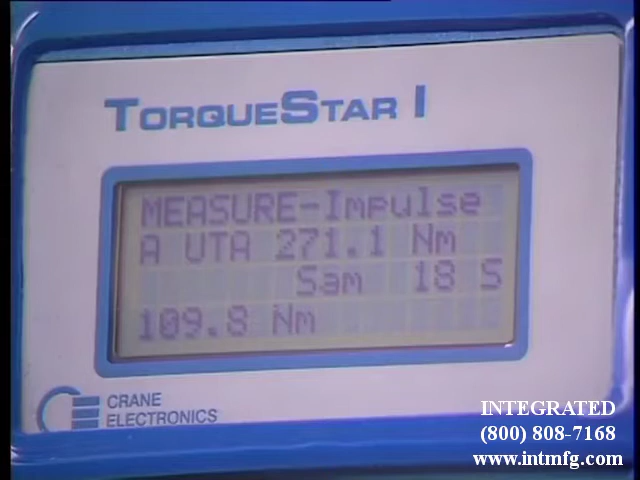 TORQUESTAR I
MEASURE-Impulse
A UTA 271.1 Nm
Sam 18 S
109.8 Nm
CRANE
ELECTRONICS
INTEGRATED
(800) 808-7168
www.intmfg.com